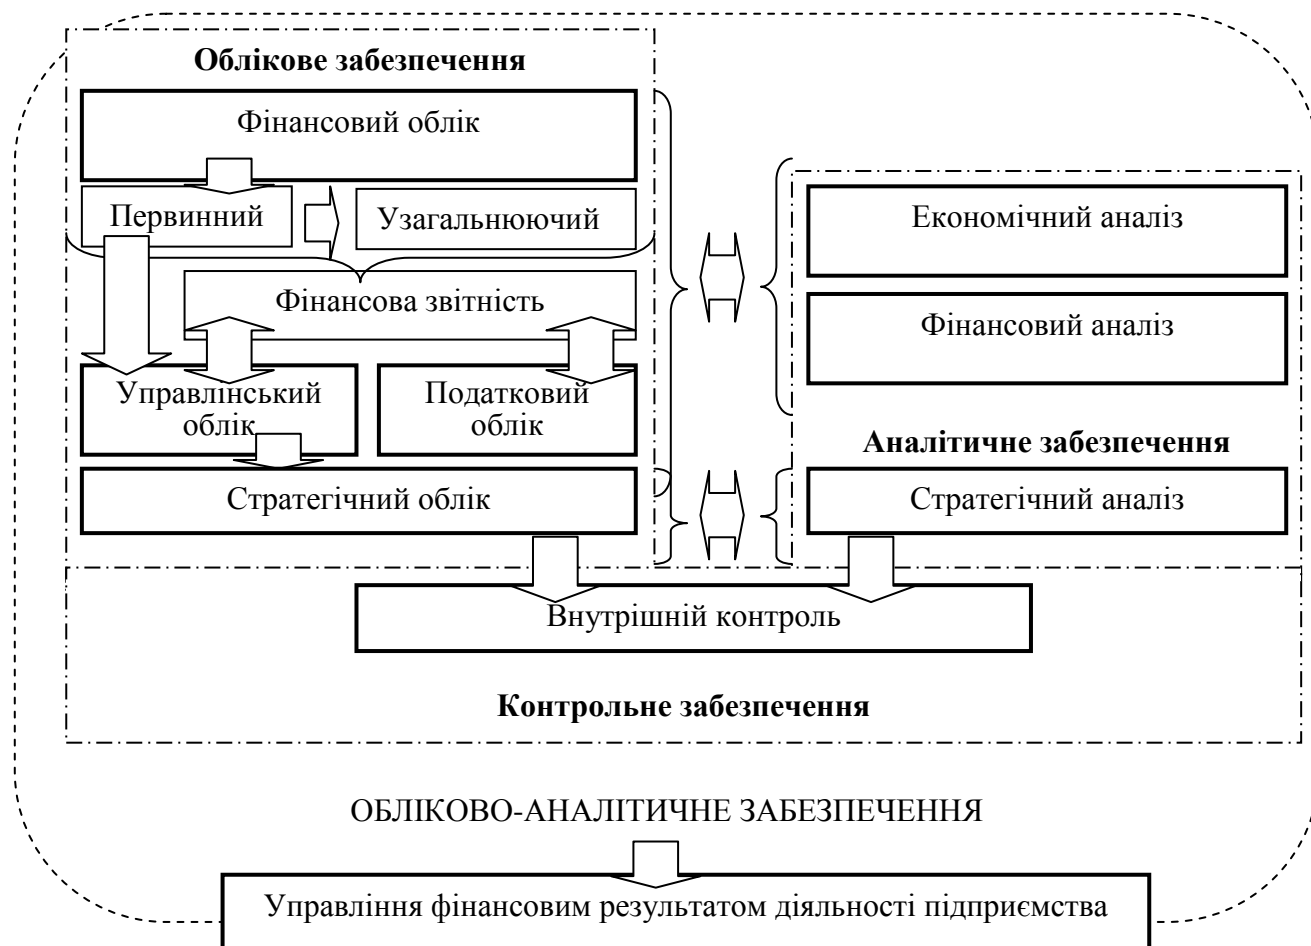 Облікове забезпечення
Фінансовий облік
Первинний
Узагальнюючий
Фінансова звітність
Управлінський
облік
Податковий
облік
Стратегічний облік
Економічний аналіз
Фінансовий аналіз
Аналітичне забезпечення
Стратегічний аналіз
Внутрішній контроль
Контрольне забезпечення
ОБЛІКОВО-АНАЛІТИЧНЕ ЗАБЕЗПЕЧЕННЯ
Управління фінансовим результатом діяльності підприємства